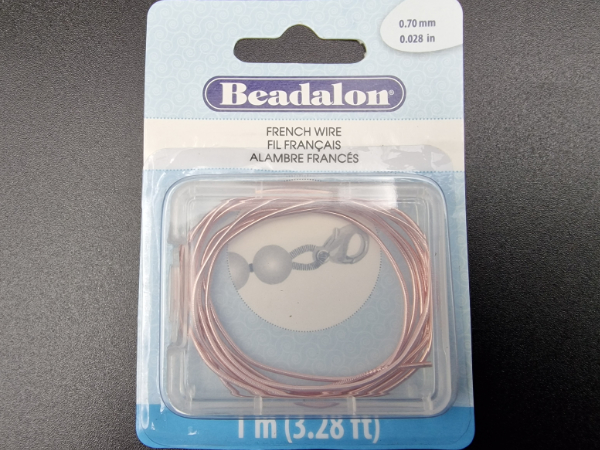 0.70 mm
0.028 in
Beadalon®
FRENCH WIRE
FIL FRANÇAIS
ALAMBRE FRANCÉS
1 m (3.28 ft)